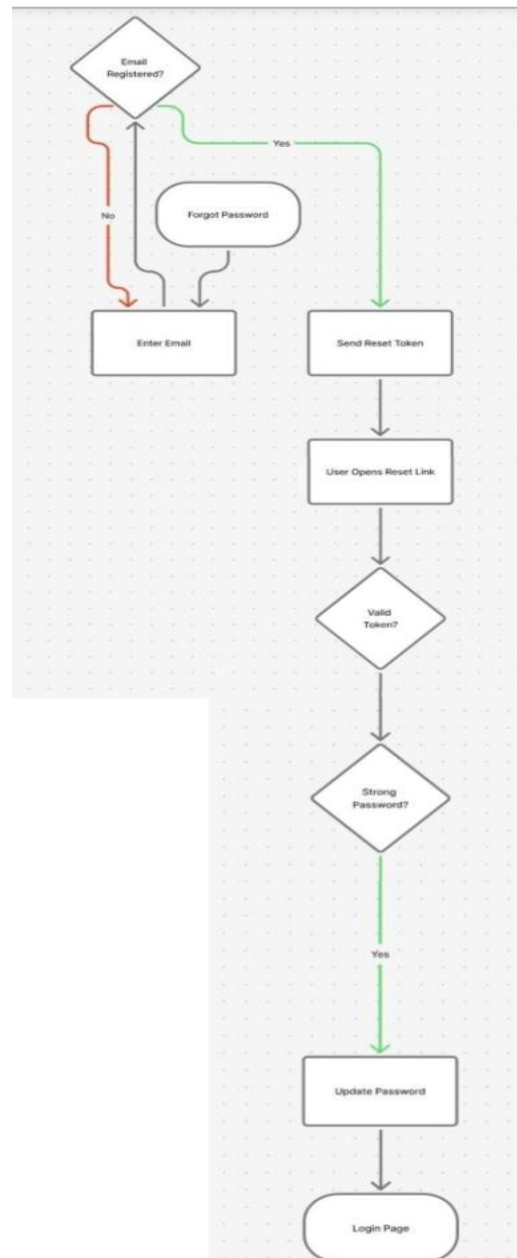 Email
Registered?
Yes
No
Forgot Password
Enter Email
Send Reset Token
User Opens Reset Link
Valid
Token?
Strong
Password?
Yes
Update Password
Login Page